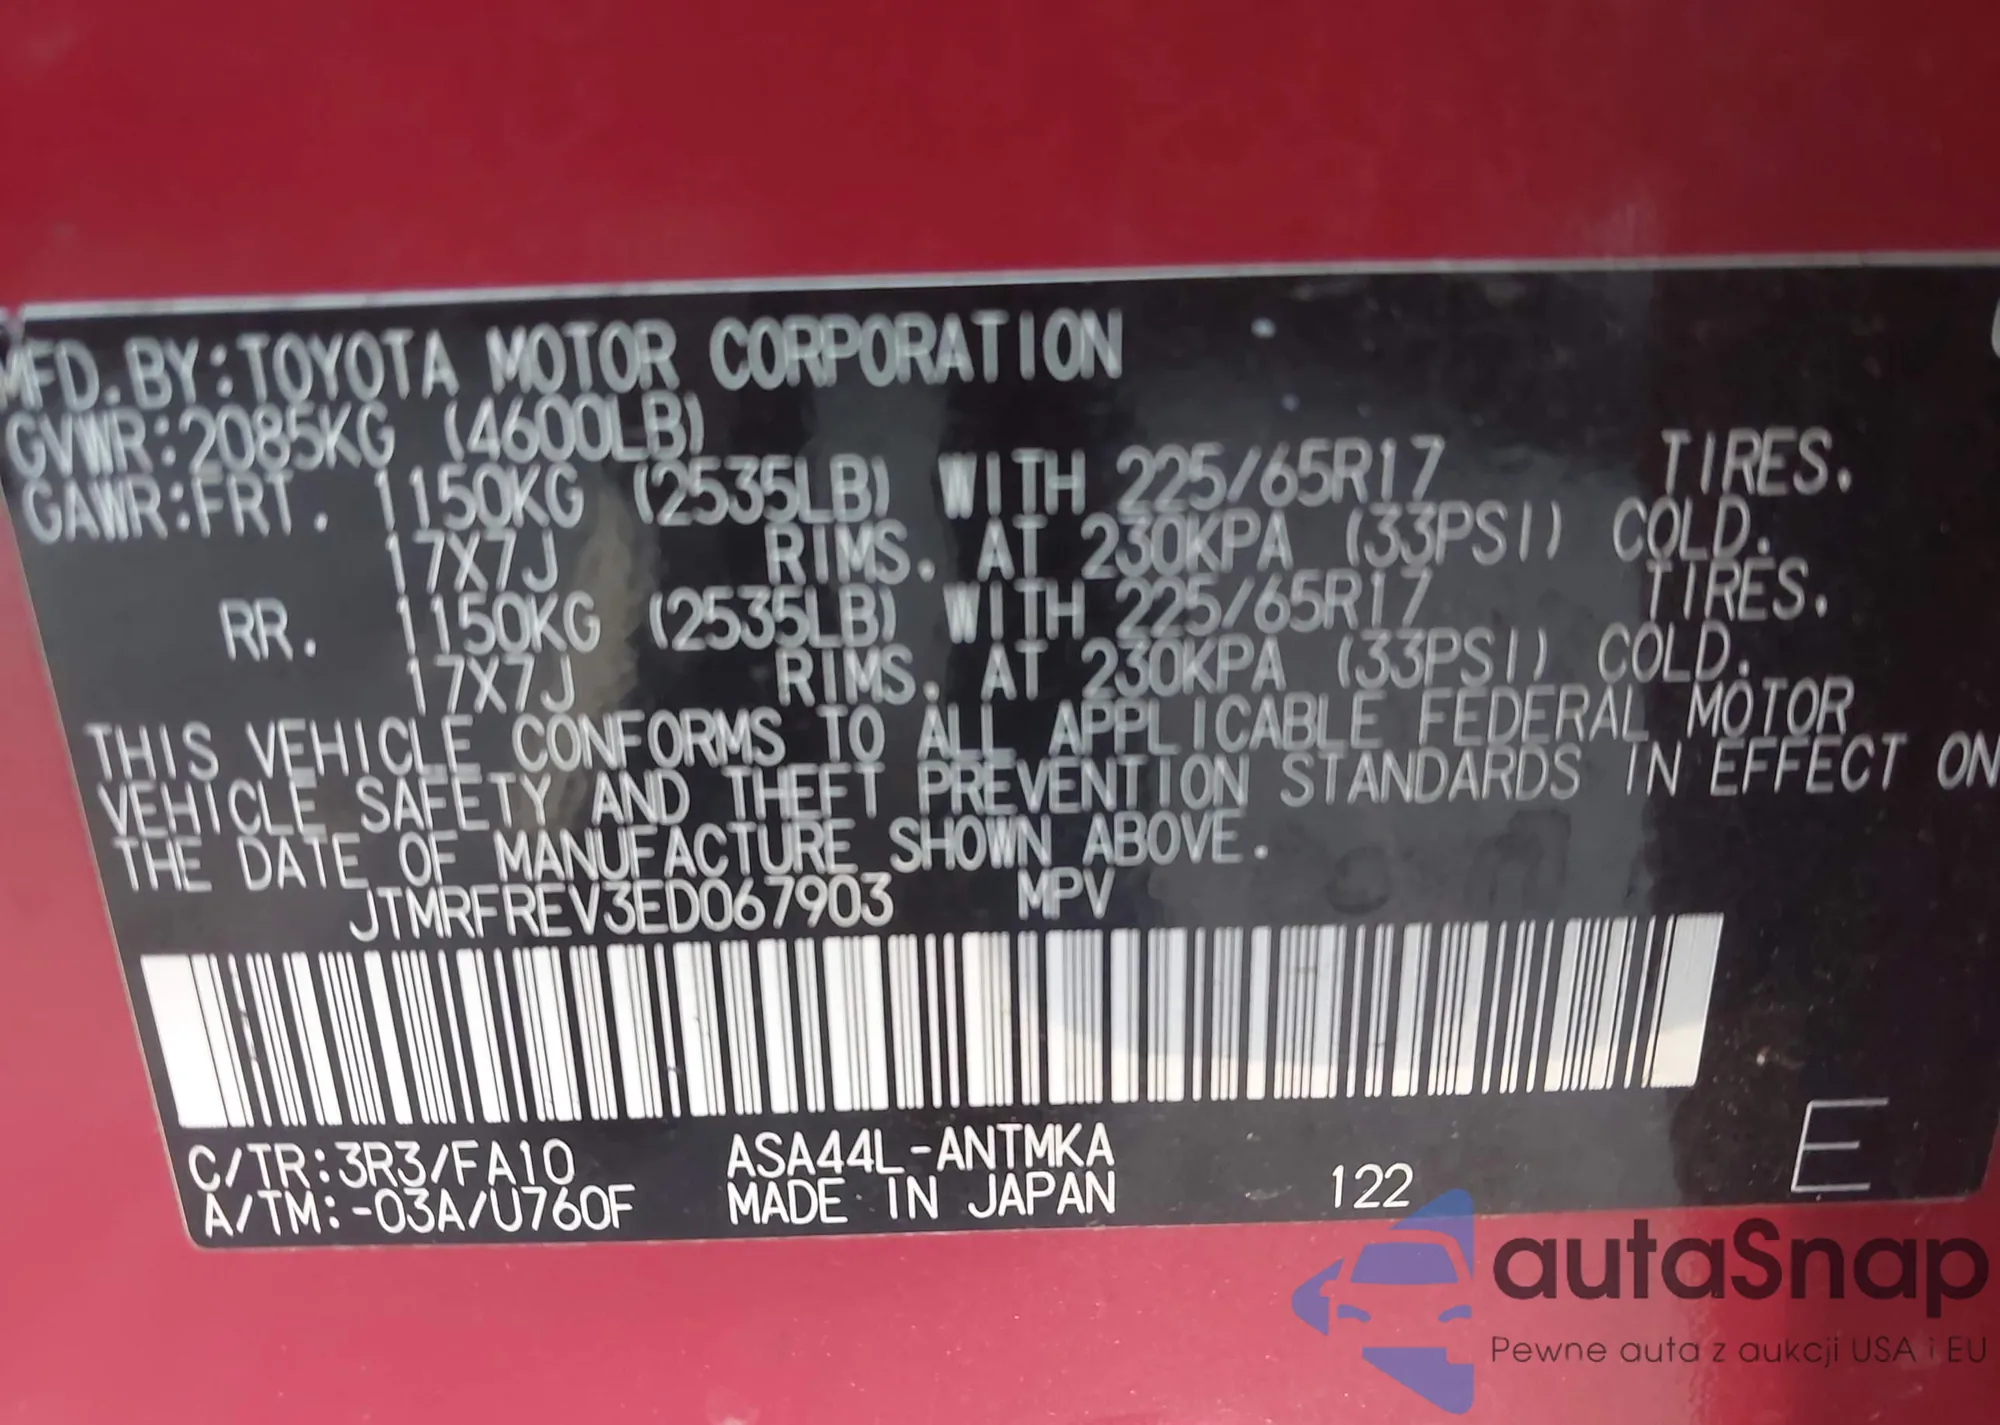 MFD.BY:TOYOTA MOTOR CORPORATION
GVWR:2085KG (4600LB)
GAWR:FRT. 1150KG (2535LB) WITH 225/65R17 TIRES.
17X7J RIMS. AT 230KPA (33PSI) COLD.
RR. 1150KG (2535LB) WITH 225/65R17 TIRES.
17X7J RIMS. AT 230KPA (33PSI) COLD.
THIS VEHICLE CONFORMS TO ALL APPLICABLE FEDERAL MOTOR
VEHICLE SAFETY AND THEFT PREVENTION STANDARDS IN EFFECT ON
THE DATE OF MANUFACTURE SHOWN ABOVE.
JTMRFREV3ED067903 MPV
C/TR:3R3/FA10 ASA44L-ANTMKA
A/TM:-03A/U760F MADE IN JAPAN 122 E
autaSnap
Pewne auta z aukcji USA i EU